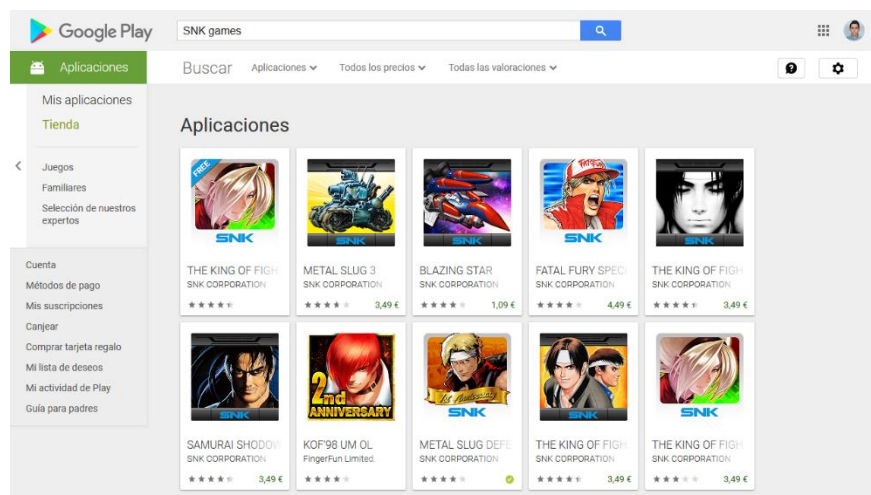 Google Play
SNK games
Aplicaciones
Buscar
Aplicaciones
Todos los precios
Todas las valoraciones
Mis aplicaciones
Tienda
Juegos
Familiares
Selección de nuestros
expertos
Cuenta
Métodos de pago
Mis suscripciones
Canjear
Comprar tarjeta regalo
Mi lista de deseos
Mi actividad de Play
Guía para padres
Aplicaciones
FREE
SNK
THE KING OF FIGH
SNK CORPORATION
SNK
METAL SLUG 3
SNK CORPORATION
3,49 €
SNK
BLAZING STAR
SNK CORPORATION
1,09 €
SNK
FATAL FURY SPECI
SNK CORPORATION
4,49 €
SNK
THE KING OF FIGH
SNK CORPORATION
3,49 €
SNK
SAMURAI SHODOW
SNK CORPORATION
3,49 €
2nd
ANNIVERSARY
KOF'98 UM OL
FingerFun Limited.
1st Anniversary
SNK
METAL SLUG DEFE
SNK CORPORATION
SNK
THE KING OF FIGH
SNK CORPORATION
3,49 €
SNK
THE KING OF FIGH
SNK CORPORATION
3,49 €